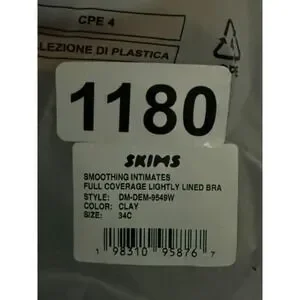 CPE 4
LEZIONE DI PLASTICA
1180
SKIMS
SMOOTHING INTIMATES
FULL COVERAGE LIGHTLY LINED BRA
STYLE: DM-DEM-9549W
COLOR: CLAY
SIZE: 34C
1 98310 95876 7